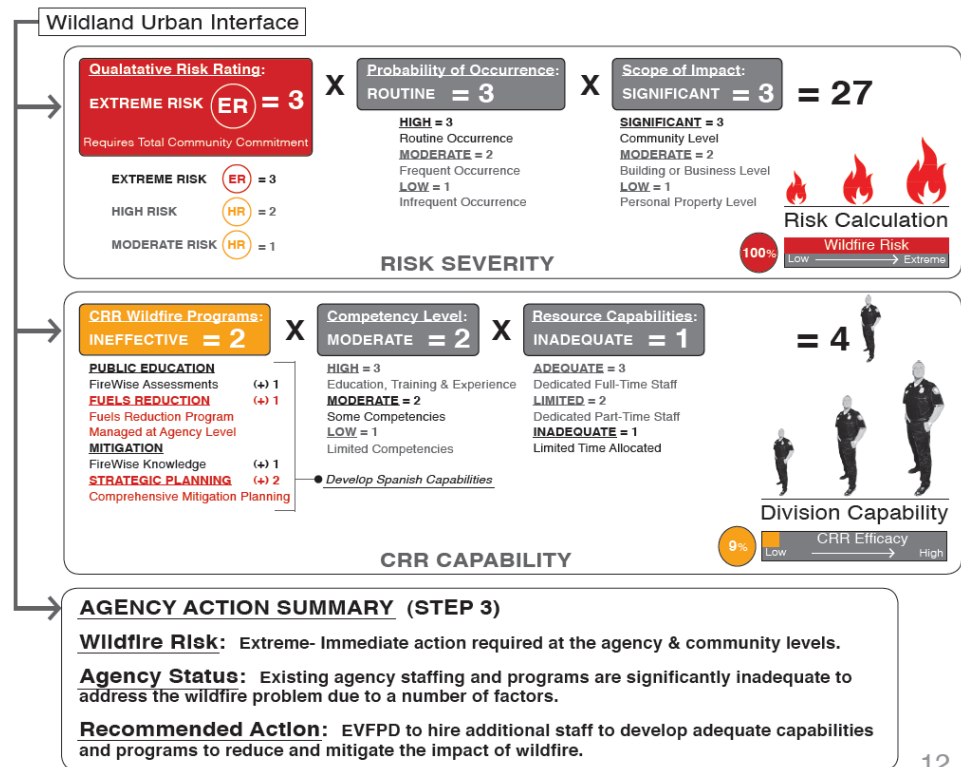 Wildland Urban Interface
Qualatative Risk Rating:
EXTREME RISK ER = 3
Requires Total Community Commitment
X
Probability of Occurrence:
ROUTINE = 3
X
Scope of Impact:
SIGNIFICANT = 3
= 27
EXTREME RISK ER = 3
HIGH RISK HR = 2
MODERATE RISK HR = 1
HIGH = 3
Routine Occurrence
MODERATE = 2
Frequent Occurrence
LOW = 1
Infrequent Occurrence
SIGNIFICANT = 3
Community Level
MODERATE = 2
Building or Business Level
LOW = 1
Personal Property Level
Risk Calculation
100%
Wildfire Risk
Low Extreme
RISK SEVERITY
CRR Wildfire Programs:
INEFFECTIVE = 2
X
Competency Level:
MODERATE = 2
X
Resource Capabilities:
INADEQUATE = 1
= 4
PUBLIC EDUCATION
FireWise Assessments (+) 1
FUELS REDUCTION (+) 1
Fuels Reduction Program
Managed at Agency Level
MITIGATION
FireWise Knowledge (+) 1
STRATEGIC PLANNING (+) 2
Comprehensive Mitigation Planning
Develop Spanish Capabilities
HIGH = 3
Education, Training & Experience
MODERATE = 2
Some Competencies
LOW = 1
Limited Competencies
ADEQUATE = 3
Dedicated Full-Time Staff
LIMITED = 2
Dedicated Part-Time Staff
INADEQUATE = 1
Limited Time Allocated
Division Capability
9%
CRR Efficacy
Low High
CRR CAPABILITY
AGENCY ACTION SUMMARY (STEP 3)
Wildfire Risk: Extreme- Immediate action required at the agency & community levels.
Agency Status: Existing agency staffing and programs are significantly inadequate to
address the wildfire problem due to a number of factors.
Recommended Action: EVFPD to hire additional staff to develop adequate capabilities
and programs to reduce and mitigate the impact of wildfire.
12